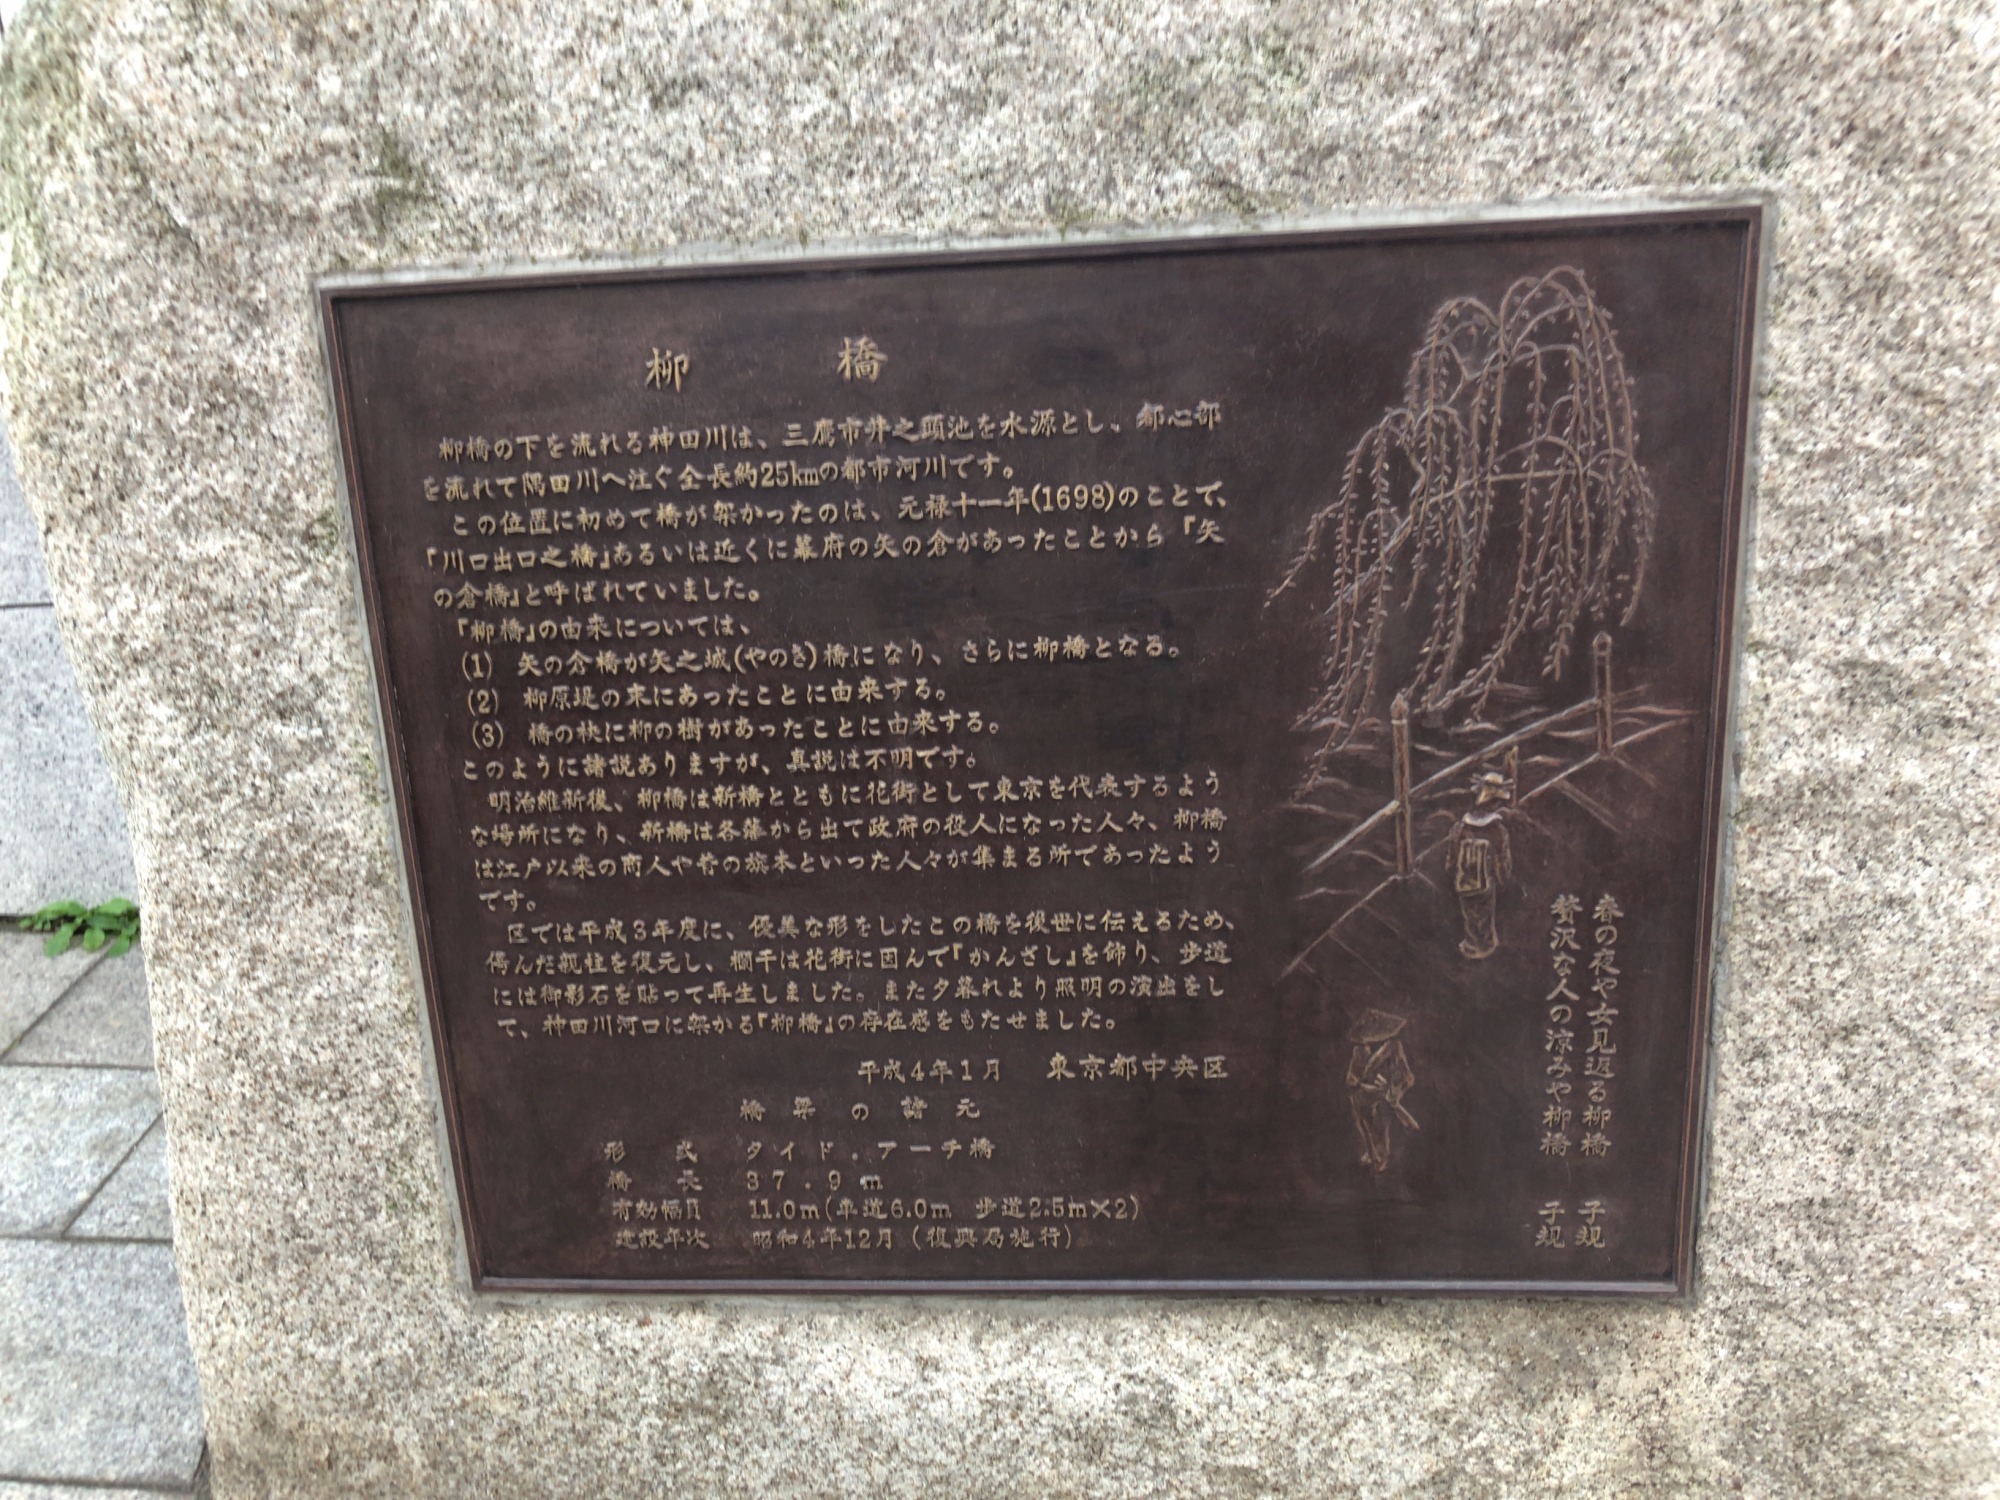 柳橋
柳橋の下を流れる神田川は、三鷹市井之頭池を水源とし、都心部
を流れて隅田川へ注ぐ全長約25kmの都市河川です。
この位置に初めて橋が架かったのは、元禄十一年(1698)のことで、
『川口出口之橋』あるいは近くに幕府の矢の倉があったことから『矢
の倉橋』と呼ばれていました。
『柳橋』の由来については、
(1) 矢の倉橋が矢之城(やのき)橋になり、さらに柳橋となる。
(2) 柳原堤の末にあったことに由来する。
(3) 橋の袂に柳の樹があったことに由来する。
このように諸説ありますが、真説は不明です。
明治維新後、柳橋は新橋とともに花街として東京を代表するよう
な場所になり、新橋は各藩から出て政府の役人になった人々、柳橋
は江戸以来の商人や昔の旗本といった人々が集まる所であったよう
です。
区では平成3年度に、優美な形をしたこの橋を後世に伝えるため、
傷んだ親柱を復元し、欄干は花街に因んで『かんざし』を飾り、歩道
には御影石を貼って再生しました。また夕暮れより照明の演出をし
て、神田川河口に架かる『柳橋』の存在感をもたせました。
平成4年1月 東京都中央区
橋梁の諸元
形式 タイド.アーチ橋
橋長 37.9m
有効幅員 11.0m(車道6.0m 歩道2.5m×2)
建設年次 昭和4年12月(復興局施行)
春の夜や女見返る柳橋 子規
贅沢な人の涼みや柳橋 子規